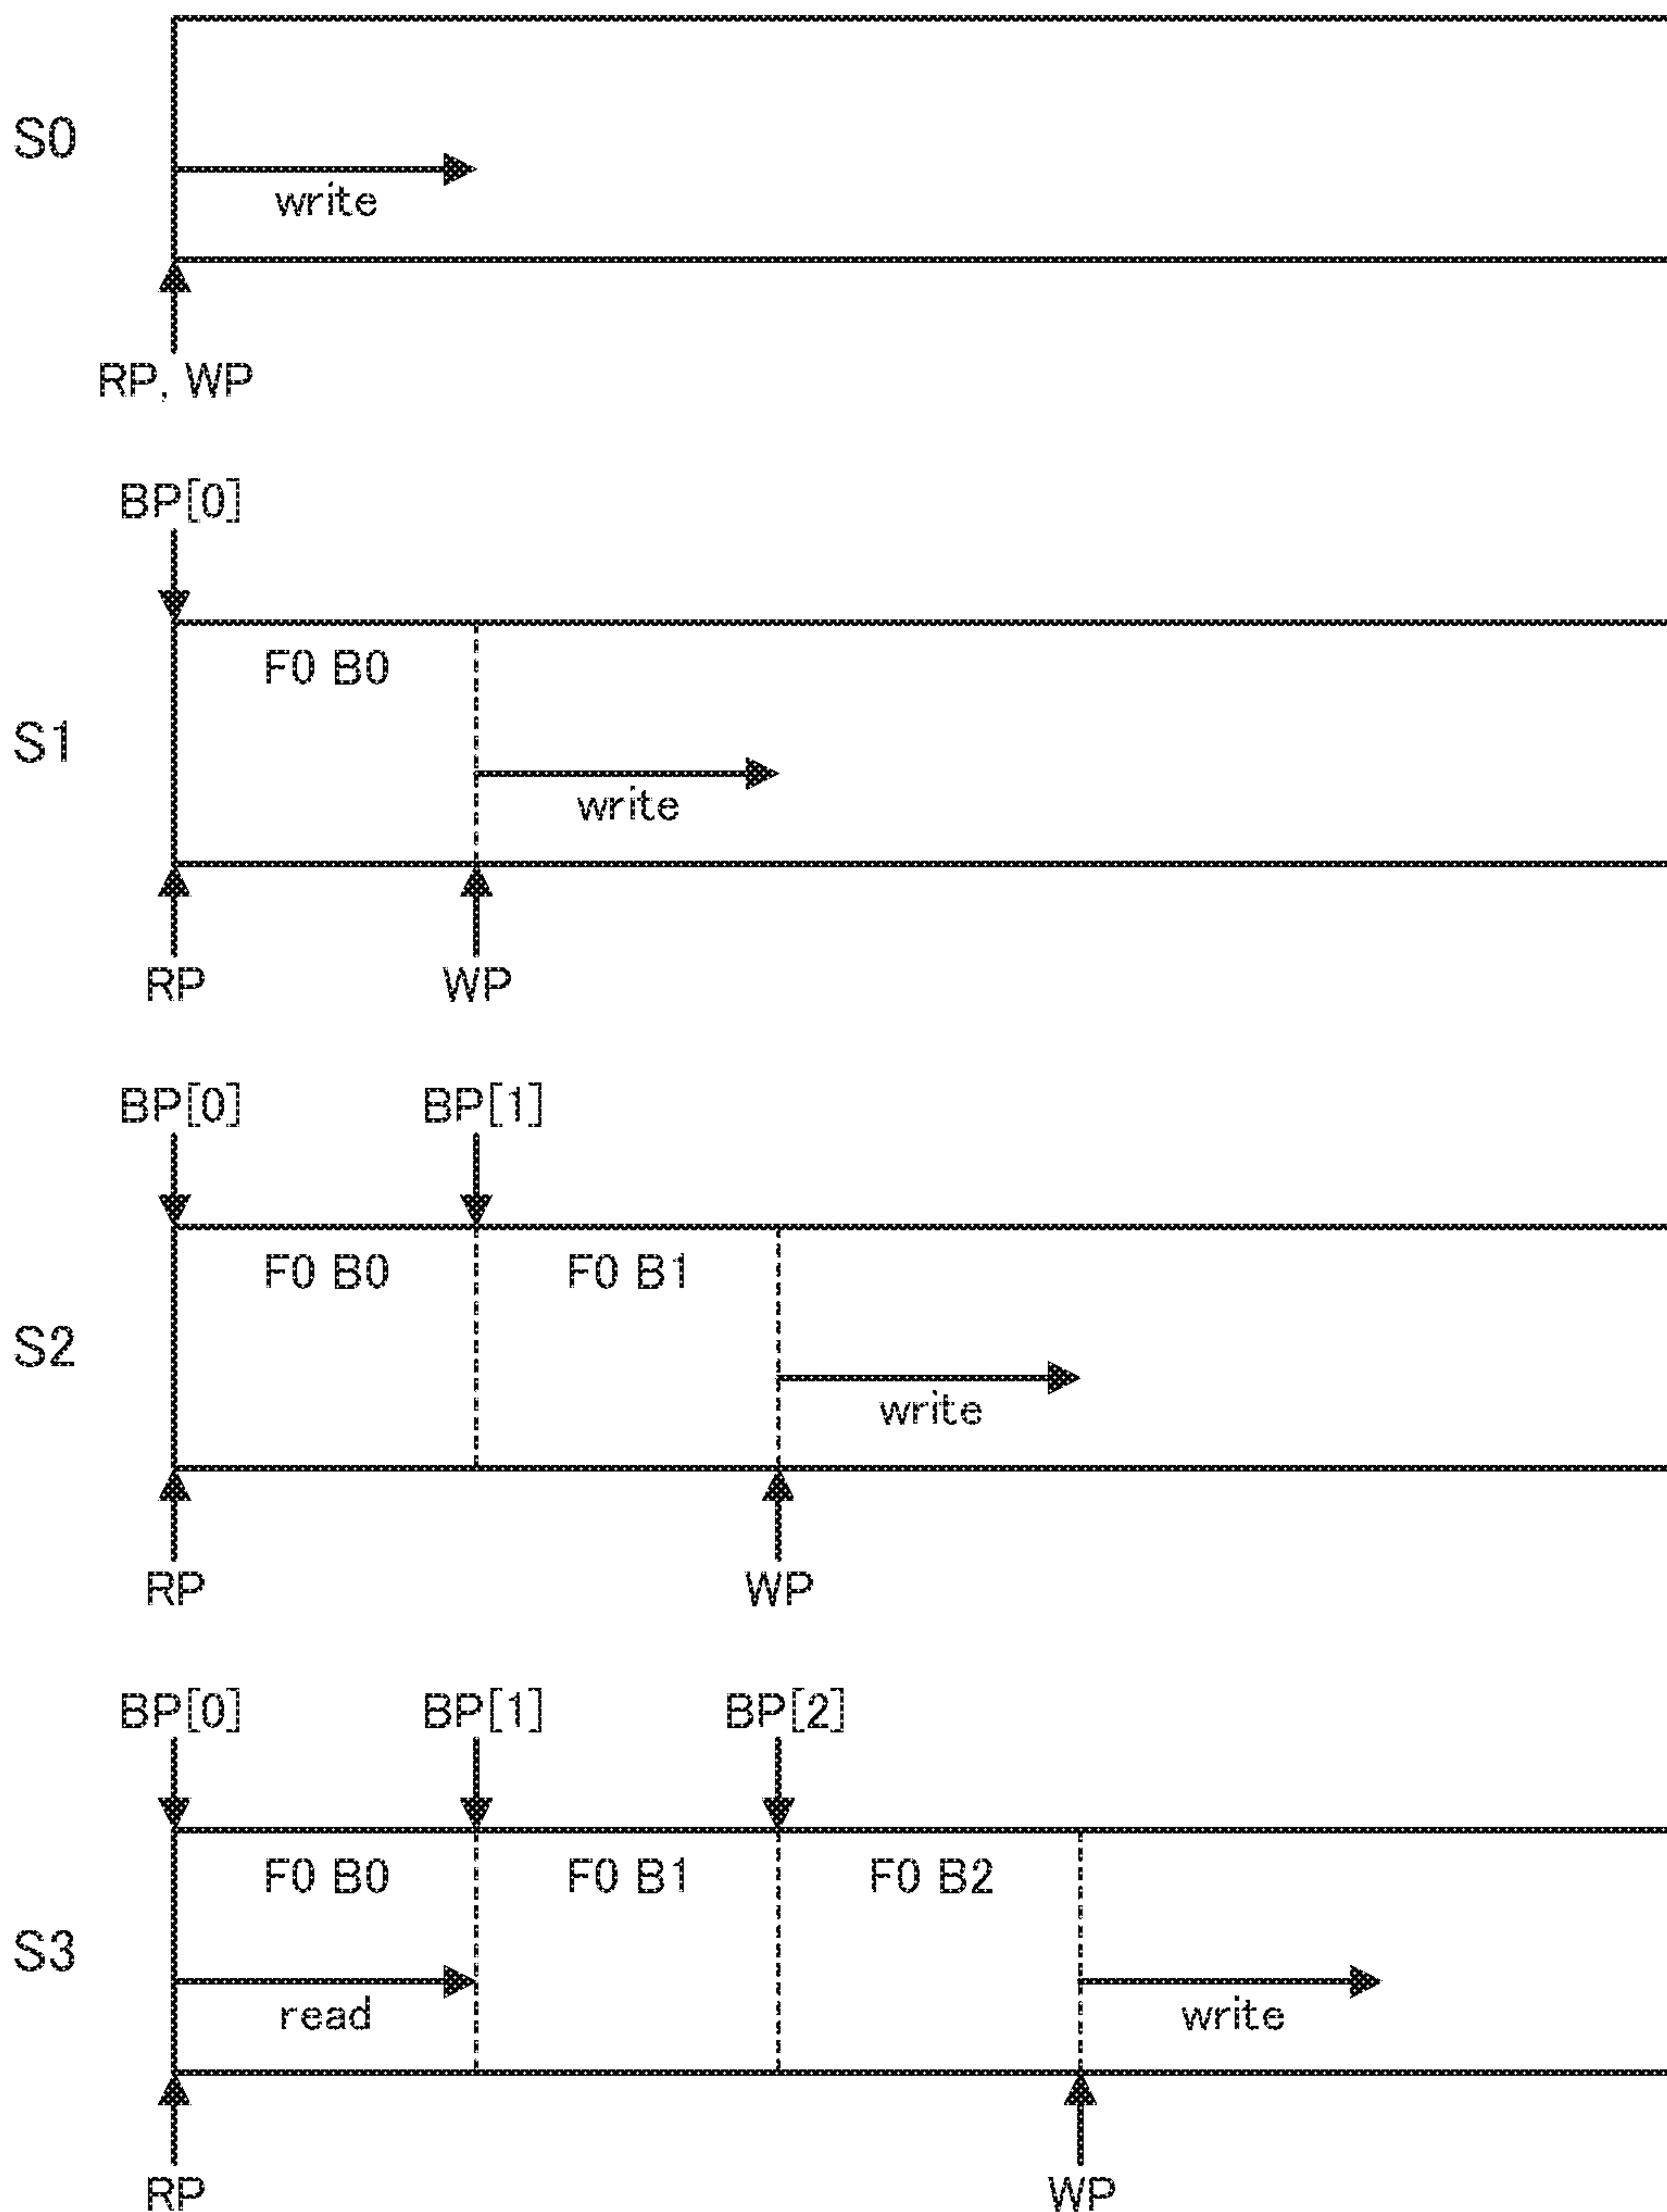 S0
write
RP, WP
BP[0]
F0 B0
S1
write
RP WP
BP[0] BP[1]
F0 B0 F0 B1
S2
write
RP WP
BP[0] BP[1] BP[2]
F0 B0 F0 B1 F0 B2
S3
read write
RP WP